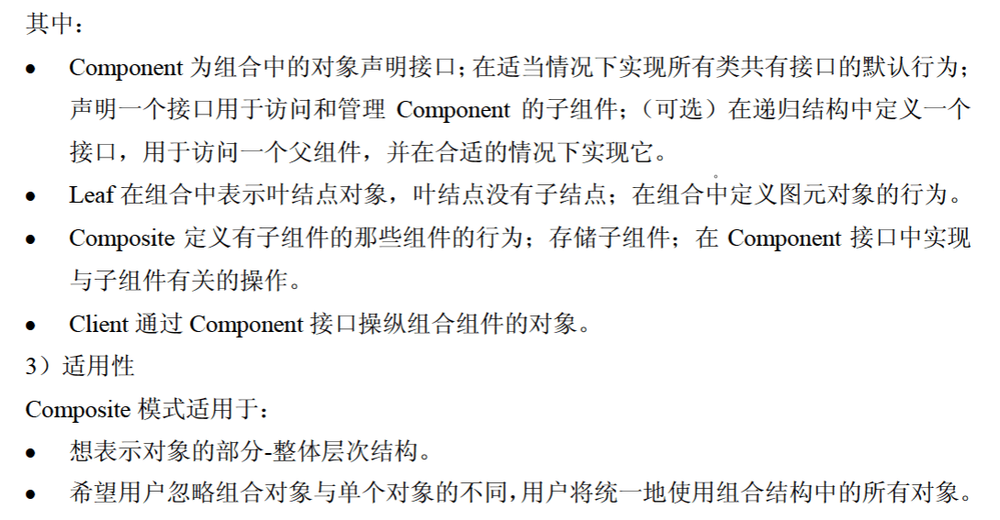 其中：
● Component 为组合中的对象声明接口；在适当情况下实现所有类共有接口的默认行为；
声明一个接口用于访问和管理 Component 的子组件；（可选）在递归结构中定义一个
接口，用于访问一个父组件，并在合适的情况下实现它。
● Leaf 在组合中表示叶结点对象，叶结点没有子结点；在组合中定义图元对象的行为。
● Composite 定义有子组件的那些组件的行为；存储子组件；在 Component 接口中实现
与子组件有关的操作。
● Client 通过 Component 接口操纵组合组件的对象。
3）适用性
Composite 模式适用于：
● 想表示对象的部分-整体层次结构。
● 希望用户忽略组合对象与单个对象的不同，用户将统一地使用组合结构中的所有对象。